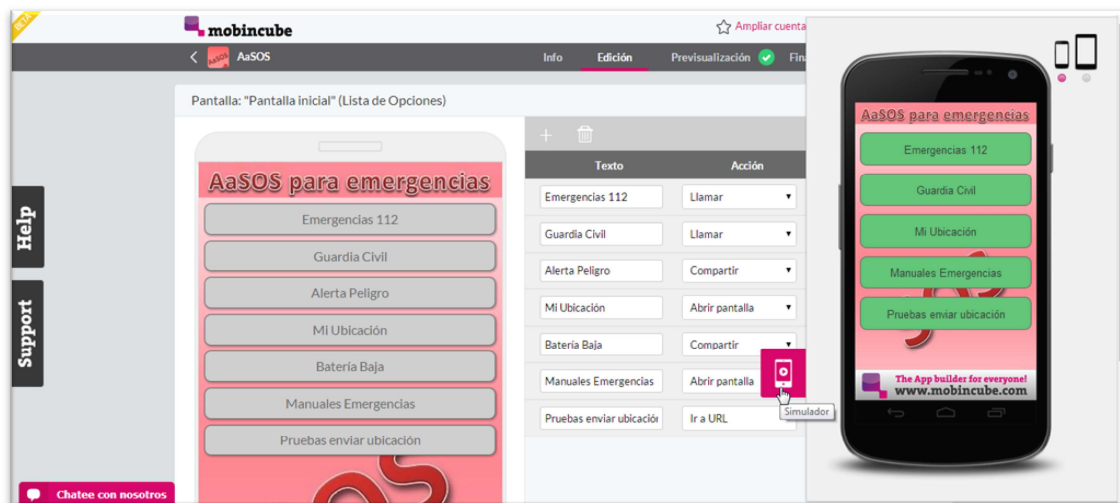 BETA
mobincube
Ampliar cuenta
AaSOS
AaSOS
Info Edición Previsualización Fina
Pantalla: "Pantalla inicial" (Lista de Opciones)
AaSOS para emergencias
Emergencias 112
Guardia Civil
Alerta Peligro
Mi Ubicación
Batería Baja
Manuales Emergencias
Pruebas enviar ubicación
Texto Acción
Emergencias 112 Llamar
Guardia Civil Llamar
Alerta Peligro Compartir
Mi Ubicación Abrir pantalla
Batería Baja Compartir
Manuales Emergencias Abrir pantalla
Pruebas enviar ubicación Ir a URL
Simulador
AaSOS para emergencias
Emergencias 112
Guardia Civil
Mi Ubicación
Manuales Emergencias
Pruebas enviar ubicación
The App builder for everyone!
www.mobincube.com
Help
Support
Chatee con nosotros